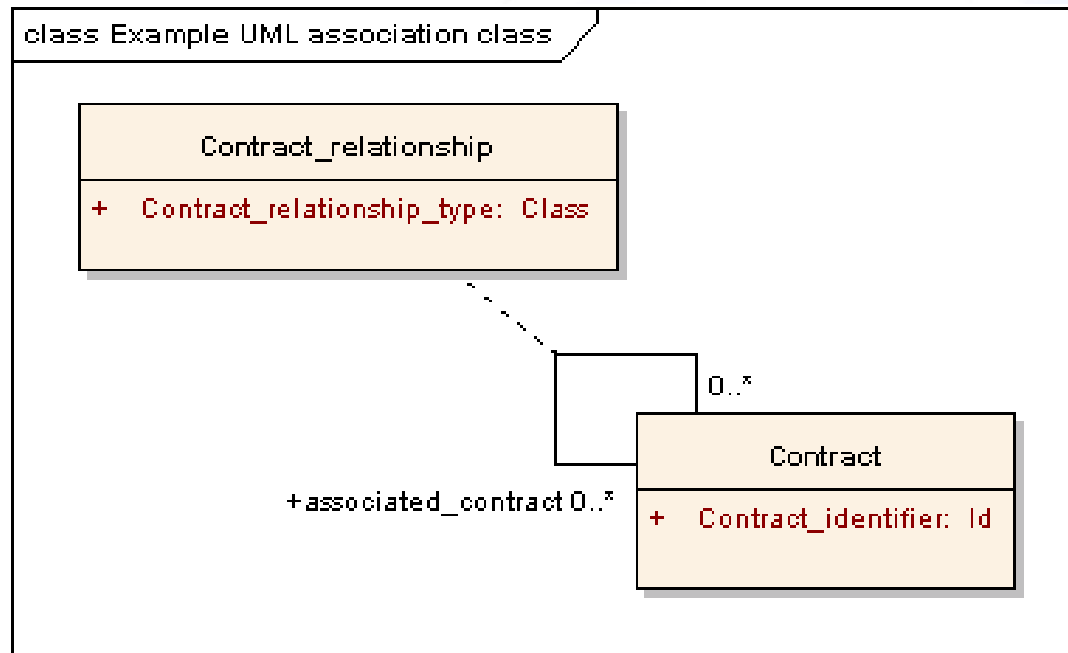 class Example UML association class
Contract_relationship
+ Contract_relationship_type: Class
0..*
Contract
+associated_contract 0..*
+ Contract_identifier: Id